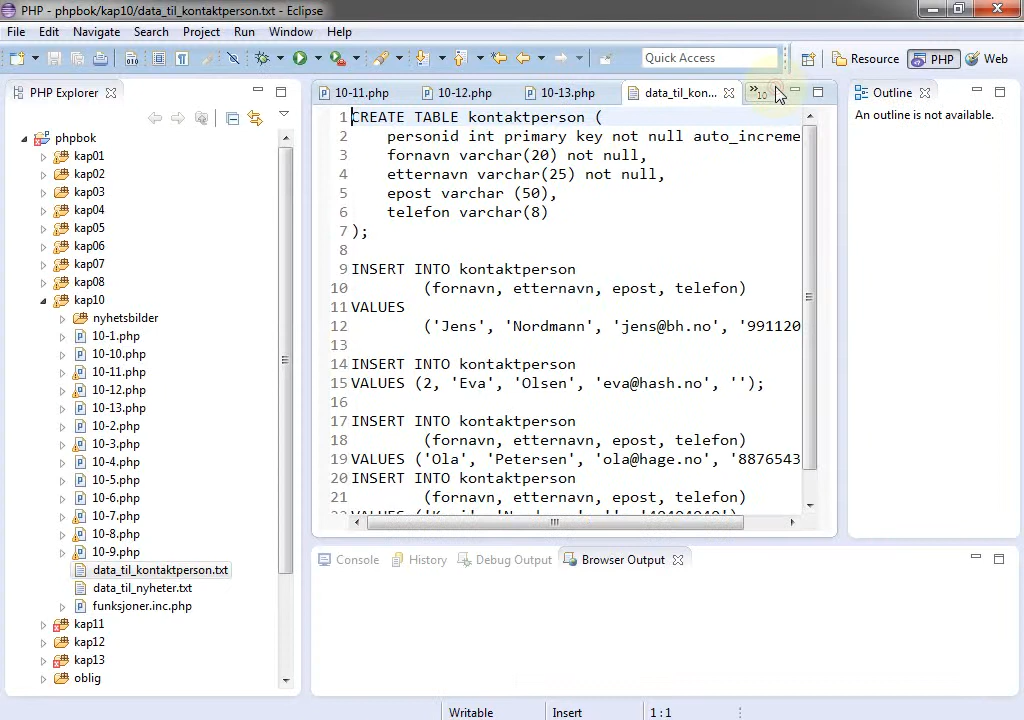 PHP - phpbok/kap10/data_til_kontaktperson.txt - Eclipse
File Edit Navigate Search Project Run Window Help
Quick Access Resource PHP Web
PHP Explorer
phpbok
kap01
kap02
kap03
kap04
kap05
kap06
kap07
kap08
kap10
nyhetsbilder
10-1.php
10-10.php
10-11.php
10-12.php
10-13.php
10-2.php
10-3.php
10-4.php
10-5.php
10-6.php
10-7.php
10-8.php
10-9.php
data_til_kontaktperson.txt
data_til_nyheter.txt
funksjoner.inc.php
kap11
kap12
kap13
oblig
10-11.php 10-12.php 10-13.php data_til_kon... »10
1 CREATE TABLE kontaktperson (
2 personid int primary key not null auto_increme
3 fornavn varchar(20) not null,
4 etternavn varchar(25) not null,
5 epost varchar (50),
6 telefon varchar(8)
7 );
8
9 INSERT INTO kontaktperson
10 (fornavn, etternavn, epost, telefon)
11 VALUES
12 ('Jens', 'Nordmann', 'jens@bh.no', '991120
13
14 INSERT INTO kontaktperson
15 VALUES (2, 'Eva', 'Olsen', 'eva@hash.no', '');
16
17 INSERT INTO kontaktperson
18 (fornavn, etternavn, epost, telefon)
19 VALUES ('Ola', 'Petersen', 'ola@hage.no', '8876543
20 INSERT INTO kontaktperson
21 (fornavn, etternavn, epost, telefon)
Outline
An outline is not available.
Console History Debug Output Browser Output
Writable Insert 1 : 1